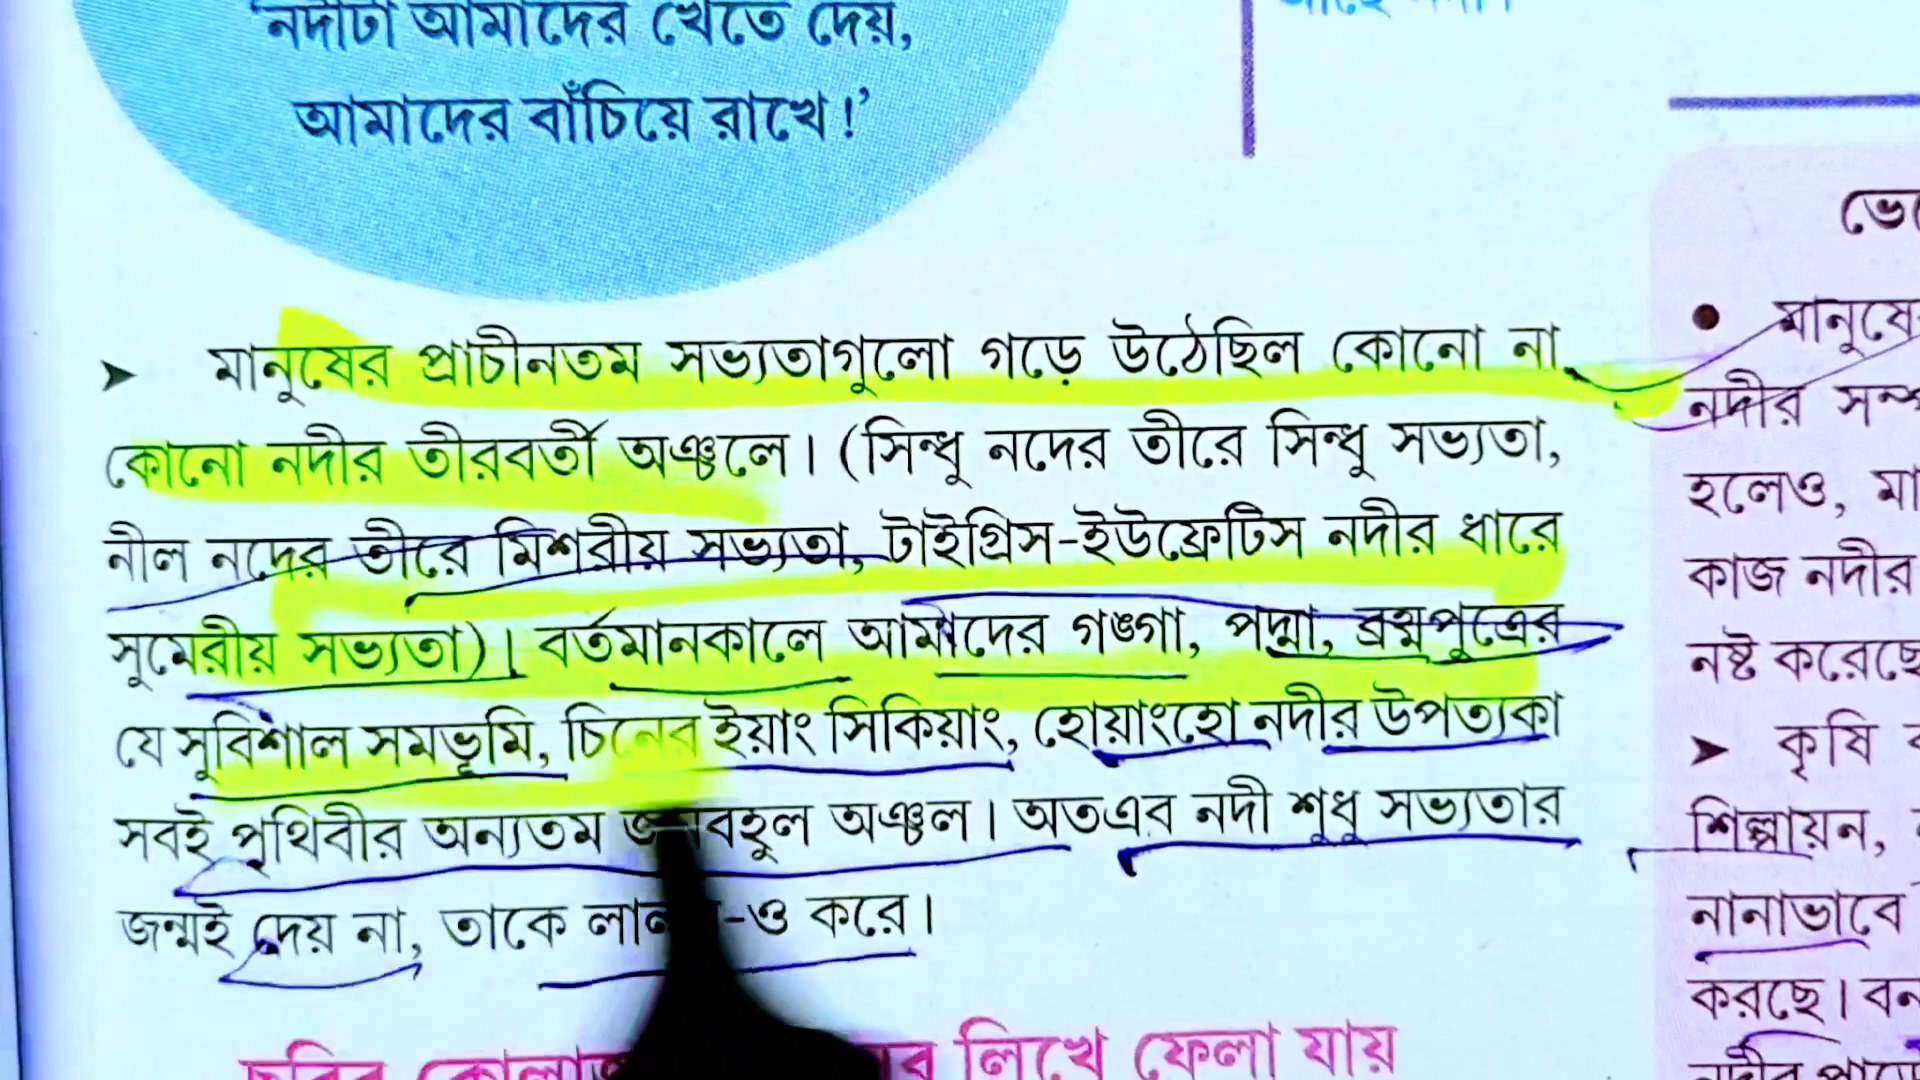 নদীটা আমাদের খেতে দেয়,
আমাদের বাঁচিয়ে রাখে!’
➤ মানুষের প্রাচীনতম সভ্যতাগুলো গড়ে উঠেছিল কোনো না
কোনো নদীর তীরবর্তী অঞ্চলে। (সিন্ধু নদের তীরে সিন্ধু সভ্যতা,
নীল নদের তীরে মিশরীয় সভ্যতা, টাইগ্রিস-ইউফ্রেটিস নদীর ধারে
সুমেরীয় সভ্যতা)। বর্তমানকালে আমাদের গঙ্গা, পদ্মা, ব্রহ্মপুত্রের
যে সুবিশাল সমভূমি, চিনের ইয়াং সিকিয়াং, হোয়াংহো নদীর উপত্যকা
সবই পৃথিবীর অন্যতম জনবহুল অঞ্চল। অতএব নদী শুধু সভ্যতার
জন্মই দেয় না, তাকে -ও করে।
লিখে ফেলা যায়
• মানুষের
নদীর
হলেও,
কাজ নদীর
নষ্ট করেছে
➤ কৃষি
শিল্পায়ন,
নানাভাবে
করছে।